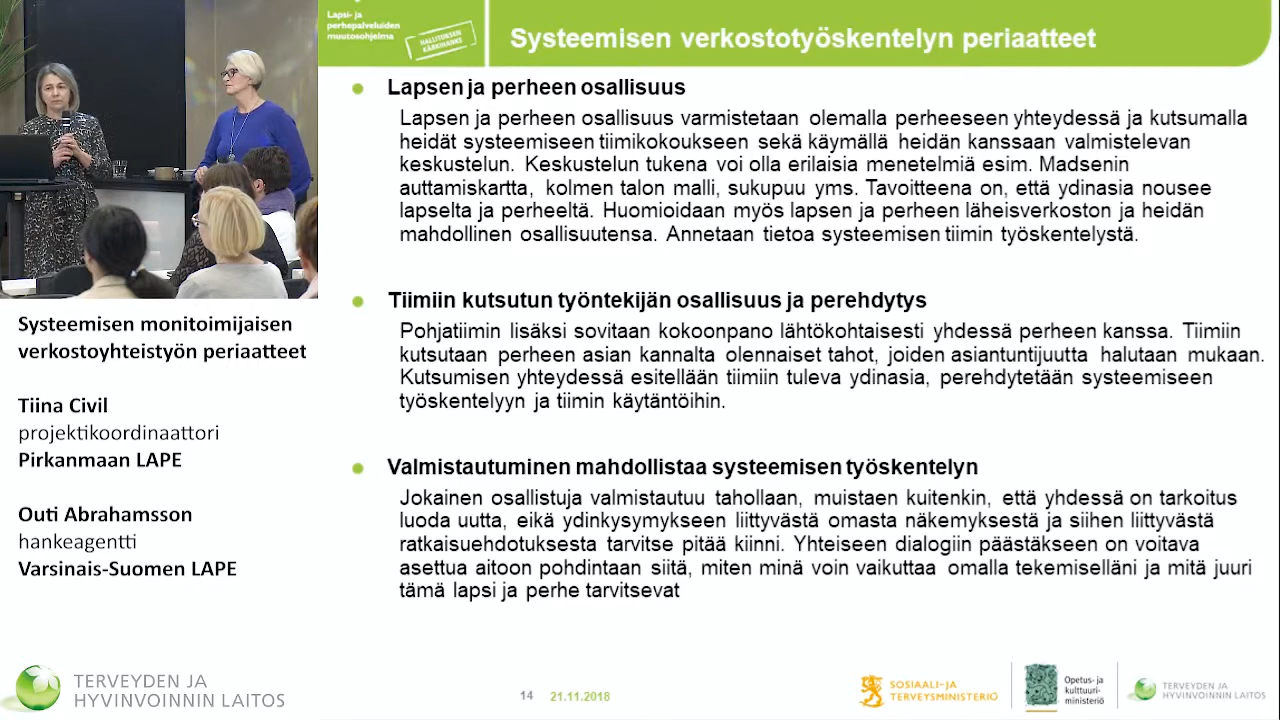 Lapsi- ja
perhepalveluiden
muutosohjelma
HALLITUKSEN
KÄRKIHANKE
Systeemisen verkostotyöskentelyn periaatteet
Lapsen ja perheen osallisuus
Lapsen ja perheen osallisuus varmistetaan olemalla perheeseen yhteydessä ja kutsumalla
heidät systeemiseen tiimikokoukseen sekä käymällä heidän kanssaan valmistelevan
keskustelun. Keskustelun tukena voi olla erilaisia menetelmiä esim. Madsenin
auttamiskartta, kolmen talon malli, sukupuu yms. Tavoitteena on, että ydinasia nousee
lapselta ja perheeltä. Huomioidaan myös lapsen ja perheen läheisverkoston ja heidän
mahdollinen osallisuutensa. Annetaan tietoa systeemisen tiimin työskentelystä.
Tiimiin kutsutun työntekijän osallisuus ja perehdytys
Pohjatiimin lisäksi sovitaan kokoonpano lähtökohtaisesti yhdessä perheen kanssa. Tiimiin
kutsutaan perheen asian kannalta olennaiset tahot, joiden asiantuntijuutta halutaan mukaan.
Kutsumisen yhteydessä esitellään tiimiin tuleva ydinasia, perehdytetään systeemiseen
työskentelyyn ja tiimin käytäntöihin.
Valmistautuminen mahdollistaa systeemisen työskentelyn
Jokainen osallistuja valmistautuu tahollaan, muistaen kuitenkin, että yhdessä on tarkoitus
luoda uutta, eikä ydinkysymykseen liittyvästä omasta näkemyksestä ja siihen liittyvästä
ratkaisuehdotuksesta tarvitse pitää kiinni. Yhteiseen dialogiin päästäkseen on voitava
asettua aitoon pohdintaan siitä, miten minä voin vaikuttaa omalla tekemiselläni ja mitä juuri
tämä lapsi ja perhe tarvitsevat
Systeemisen monitoimijaisen
verkostoyhteistyön periaatteet
Tiina Civil
projektikoordinaattori
Pirkanmaan LAPE
Outi Abrahamsson
hankeagentti
Varsinais-Suomen LAPE
TERVEYDEN JA
HYVINVOINNIN LAITOS
14 21.11.2018
SOSIAALI- JA
TERVEYSMINISTERIÖ
Opetus- ja
kulttuuri-
ministeriö
TERVEYDEN JA
HYVINVOINNIN LAITOS